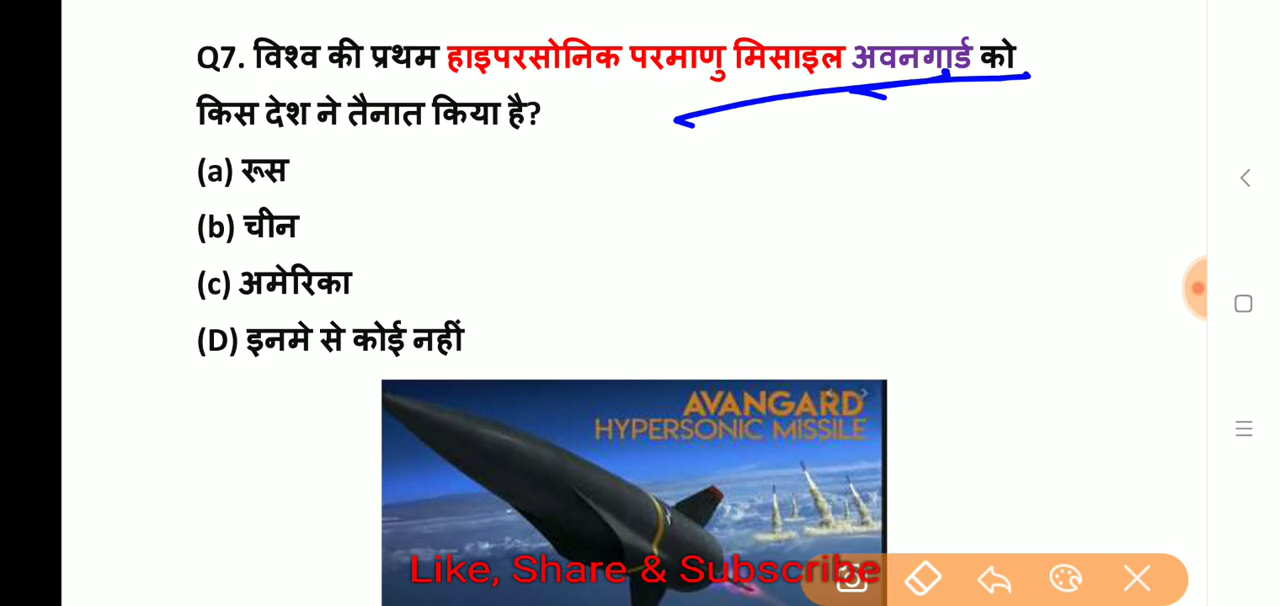 Q7. विश्व की प्रथम हाइपरसोनिक परमाणु मिसाइल अवनगार्ड को
किस देश ने तैनात किया है?
(a) रूस
(b) चीन
(c) अमेरिका
(D) इनमे से कोई नहीं
AVANGARD
HYPERSONIC MISSILE
Like, Share & Subscribe